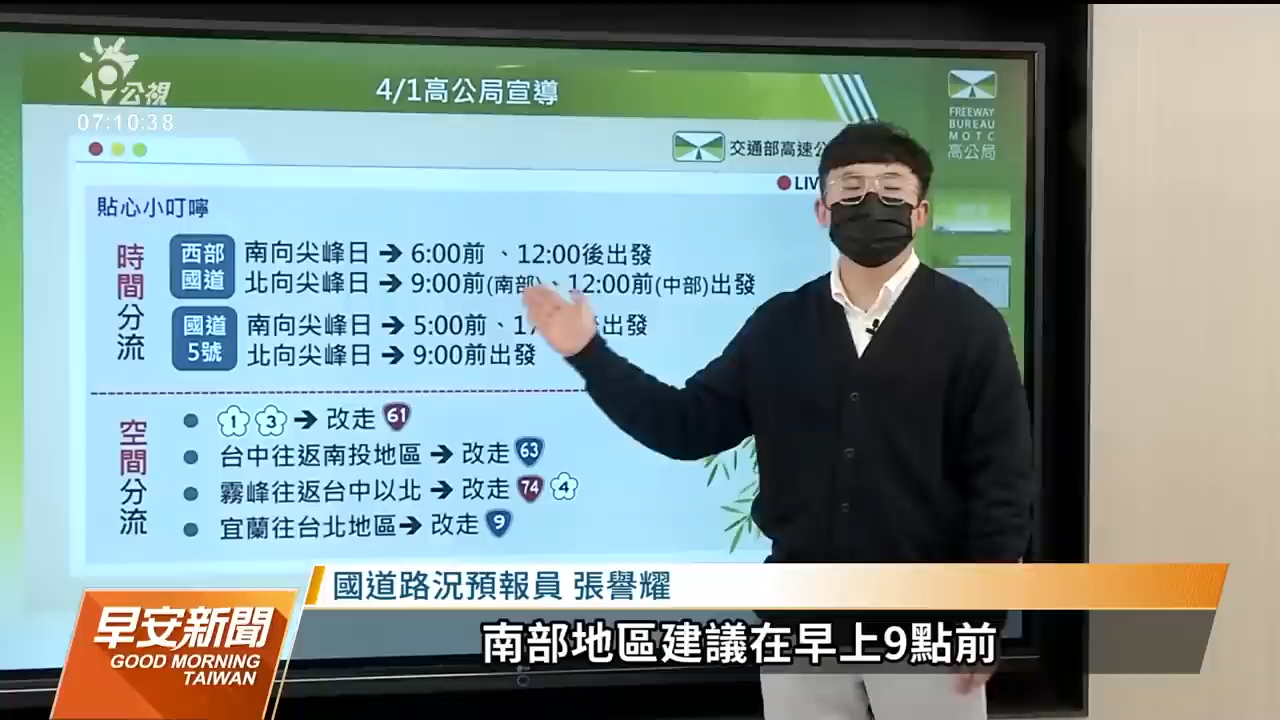 公視
07:10:38
4/1高公局宣導
FREEWAY
BUREAU
MOTC
高公局
交通部高速公
LIV
貼心小叮嚀
時間分流
西部
國道
南向尖峰日➔6:00前、12:00後出發
北向尖峰日➔9:00前(南部)、12:00前(中部)出發
國道
5號
南向尖峰日➔5:00前、1 後出發
北向尖峰日➔9:00前出發
空間分流
1 3 ➔ 改走 61
台中往返南投地區 ➔ 改走 63
霧峰往返台中以北 ➔ 改走 74 4
宜蘭往台北地區➔ 改走 9
國道路況預報員 張譽耀
南部地區建議在早上9點前
早安新聞
GOOD MORNING
TAIWAN